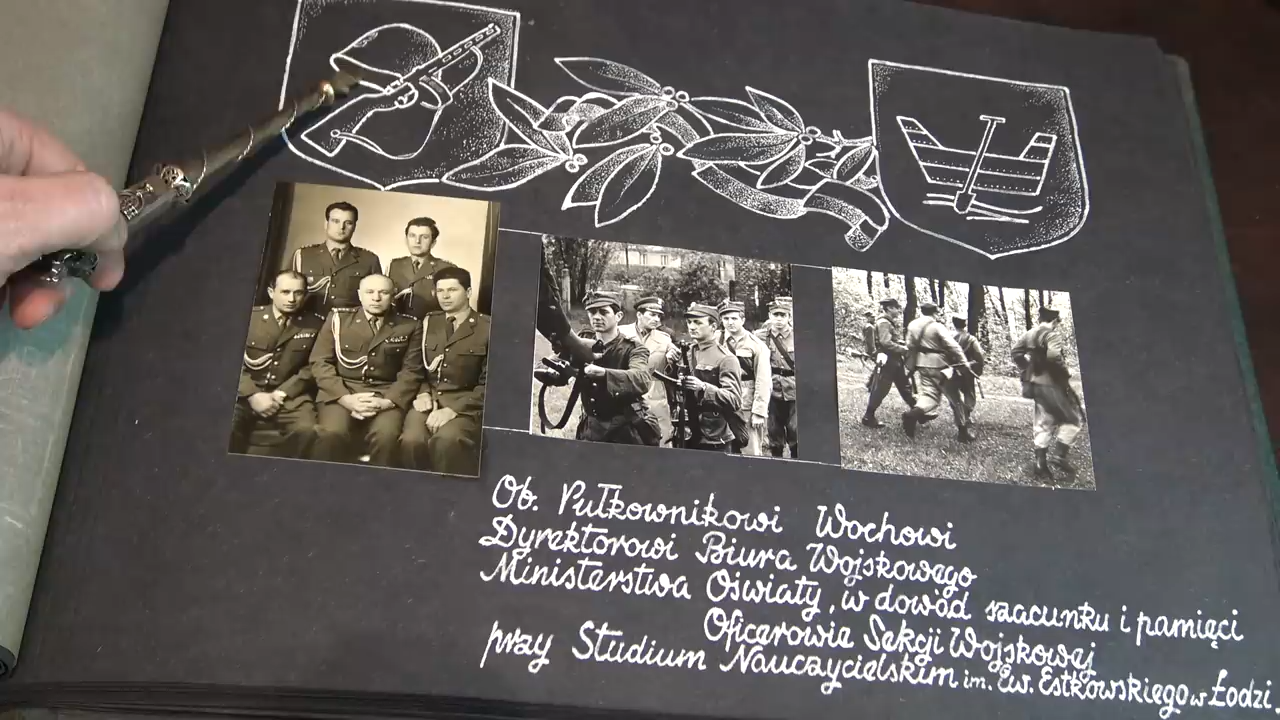 Ob. Pułkownikowi Wochowi
Dyrektorowi Biura Wojskowego
Ministerstwa Oświaty, w dowód szacunku i pamięci
Oficerowie Sekcji Wojskowej
przy Studium Nauczycielskim im. Ew. Estkowskiego w Łodzi.